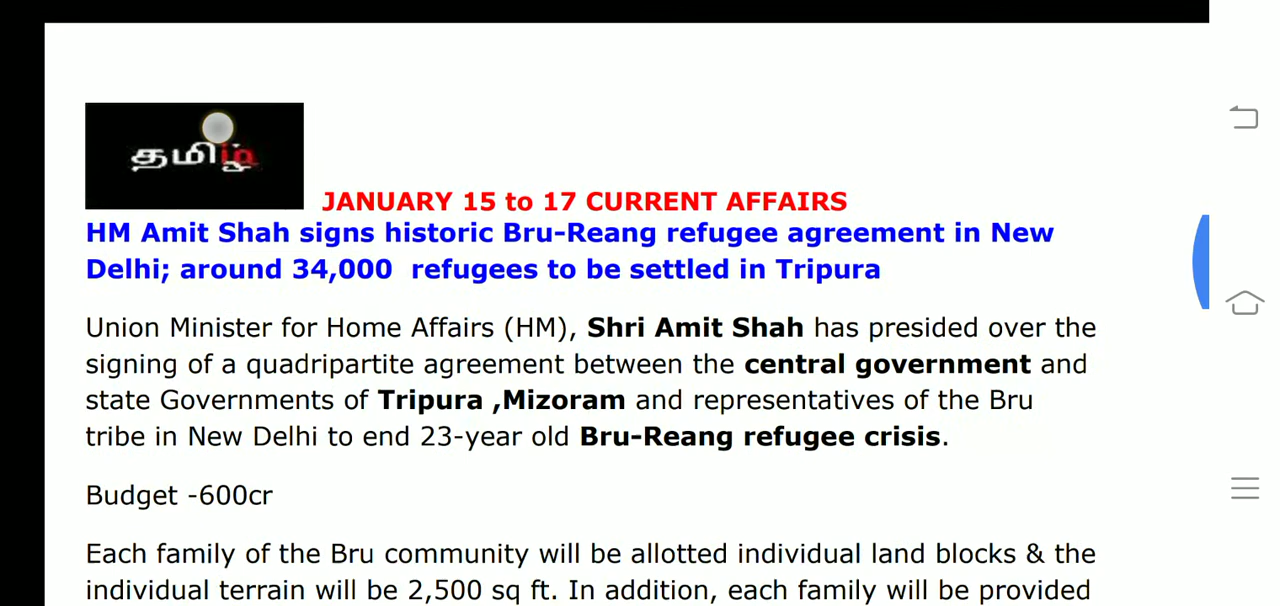 தமிழ்
JANUARY 15 to 17 CURRENT AFFAIRS
HM Amit Shah signs historic Bru-Reang refugee agreement in New
Delhi; around 34,000 refugees to be settled in Tripura
Union Minister for Home Affairs (HM), Shri Amit Shah has presided over the
signing of a quadripartite agreement between the central government and
state Governments of Tripura ,Mizoram and representatives of the Bru
tribe in New Delhi to end 23-year old Bru-Reang refugee crisis.
Budget -600cr
Each family of the Bru community will be allotted individual land blocks & the
individual terrain will be 2,500 sq ft. In addition, each family will be provided